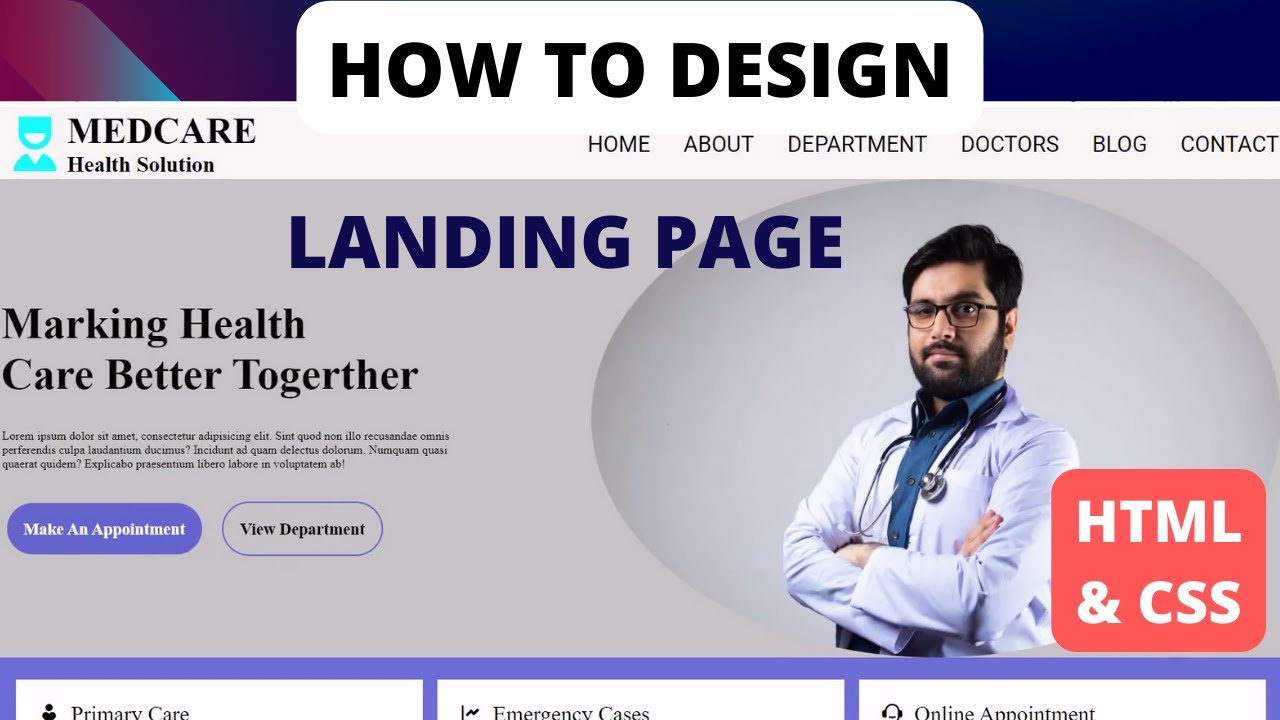 HOW TO DESIGN
MEDCARE
Health Solution
HOME ABOUT DEPARTMENT DOCTORS BLOG CONTACT
LANDING PAGE
Marking Health
Care Better Togerther
Lorem ipsum dolor sit amet, consectetur adipisicing elit. Sint quod non illo recusandae omnis
perferendis culpa laudantium ducimus? Incidunt ad quam delectus dolorum. Numquam quasi
quaerat quidem? Explicabo praesentium libero labore in voluptatem ab!
Make An Appointment View Department
HTML
& CSS
Primary Care Emergency Cases Online Appointment